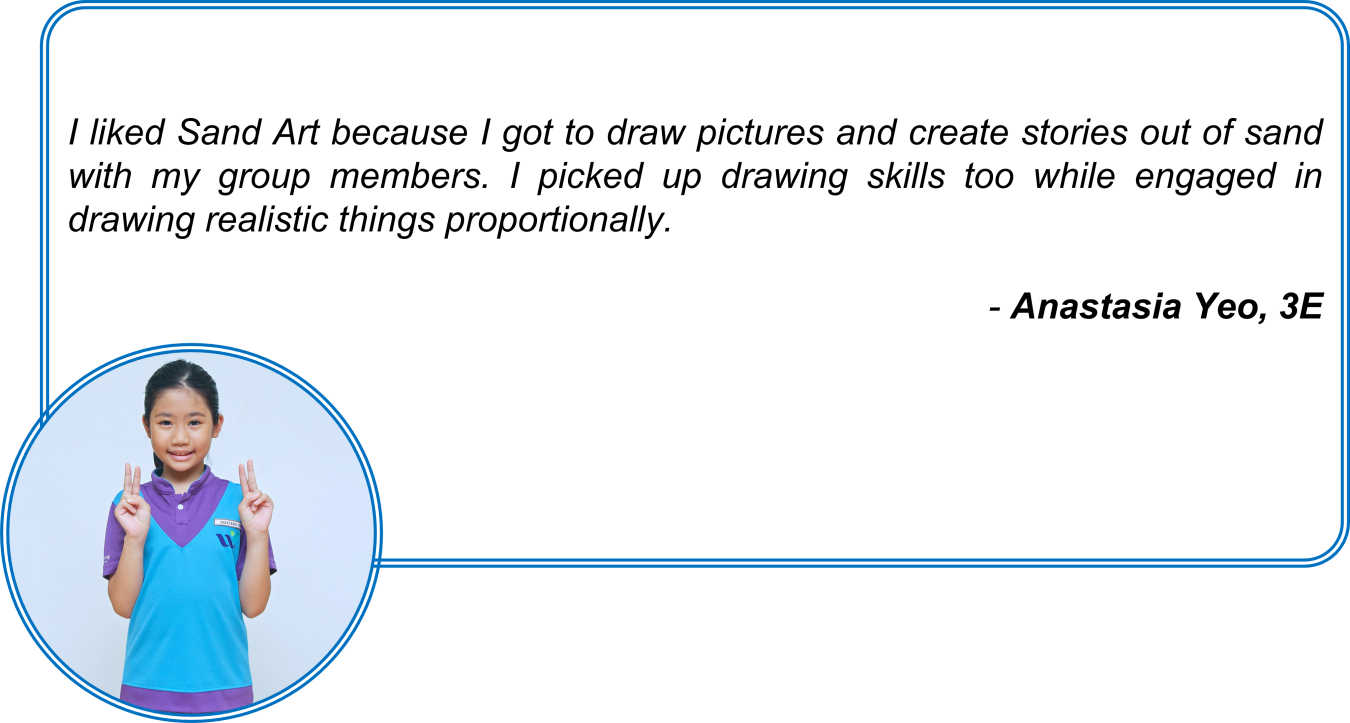 I liked Sand Art because I got to draw pictures and create stories out of sand
with my group members. I picked up drawing skills too while engaged in
drawing realistic things proportionally.
- Anastasia Yeo, 3E